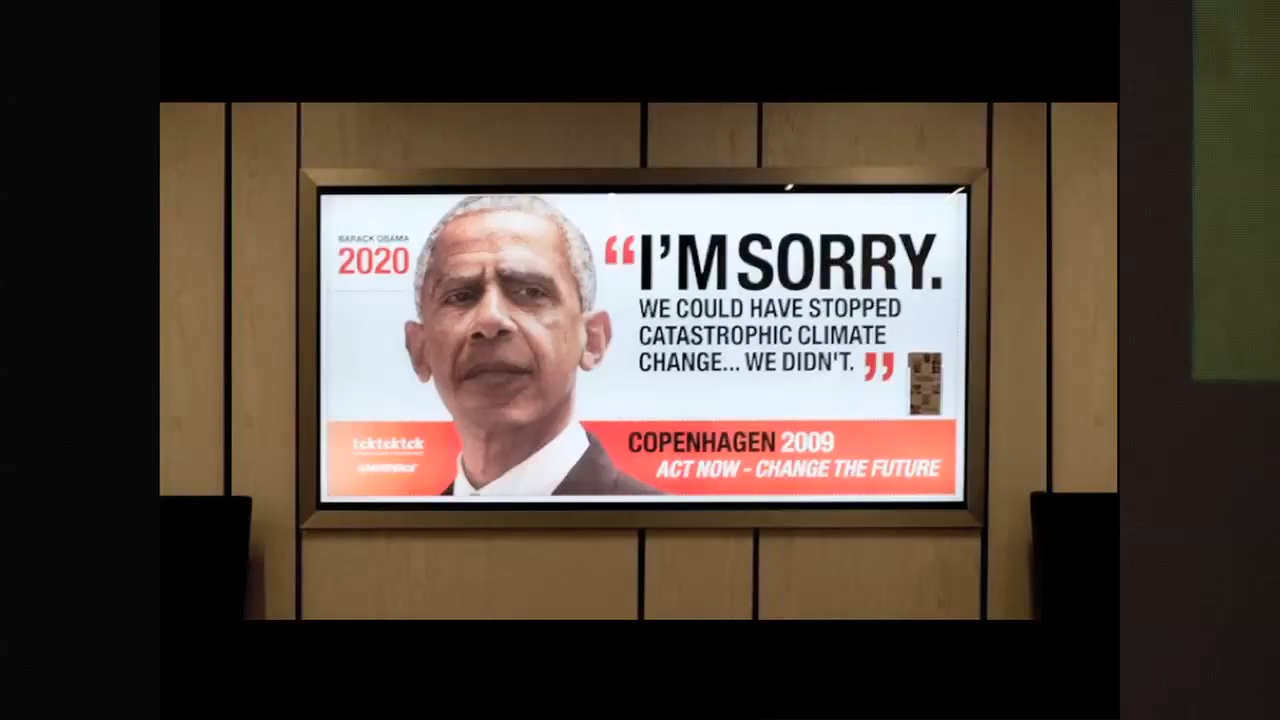 BARACK OBAMA
2020
“I'M SORRY.
WE COULD HAVE STOPPED
CATASTROPHIC CLIMATE
CHANGE... WE DIDN'T.”
tcktcktck
GREENPEACE
COPENHAGEN 2009
ACT NOW - CHANGE THE FUTURE